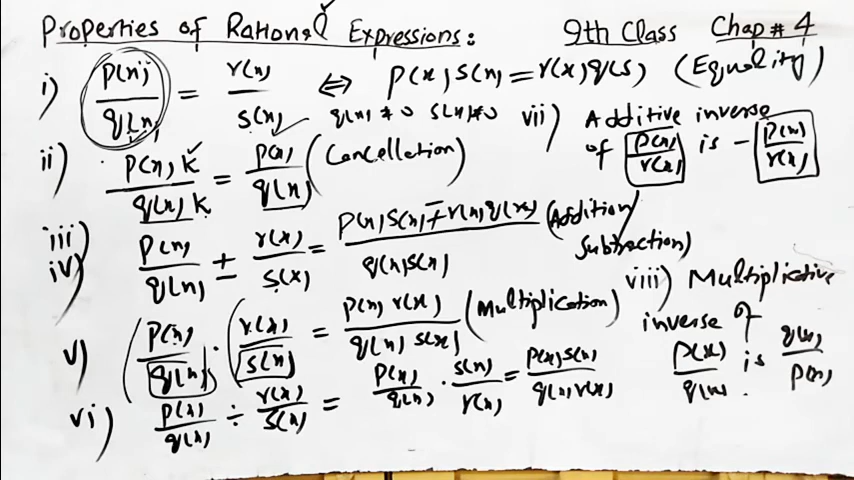 Properties of Rational Expressions: 9th Class Chap # 4
i) P(x)/q(x) = r(x)/s(x) ⇔ P(x) s(x) = r(x) q(s) (Equality)
q(x) ≠ 0 s(x) ≠ 0
ii) P(x) K/q(x) K = P(x)/q(x) (Cancellation)
iii)
iv) P(x)/q(x) ± r(x)/s(x) = P(x) s(x) ∓ r(x) q(x)/q(x) s(x) (Addition/
Subtraction)
v) (P(x)/q(x)) · (r(x)/s(x) = P(x) r(x)/q(x) s(x) (Multiplication)
vi) P(x)/q(x) ÷ r(x)/s(x) = P(x)/q(x) · s(x)/r(x) = P(x) s(x)/q(x) r(x)
vii) Additive inverse
of P(x)/r(x) is - P(x)/r(x)
viii) Multiplicative
inverse of
P(x)/q(x) is q(x)/P(x)